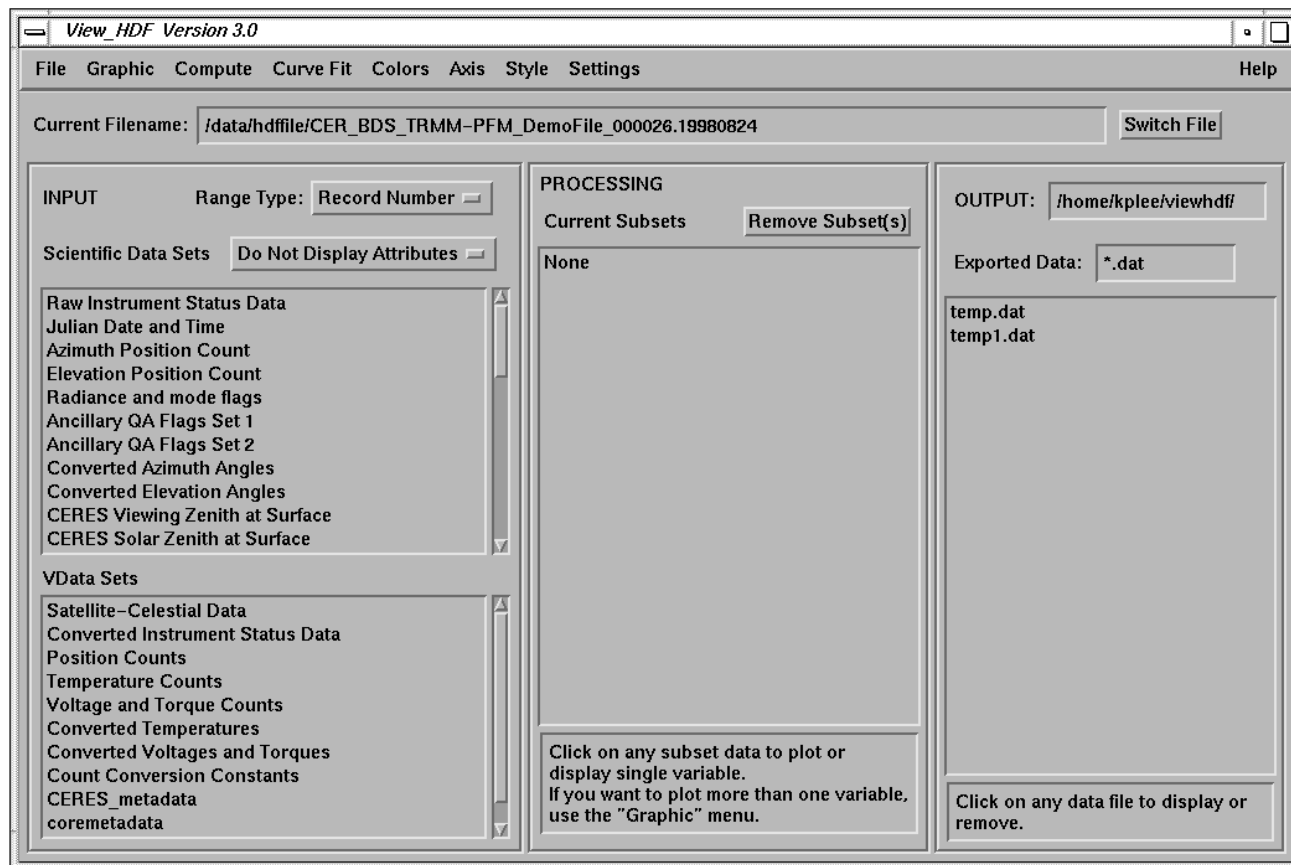 View_HDF Version 3.0
File Graphic Compute Curve Fit Colors Axis Style Settings Help
Current Filename: /data/hdffile/CER_BDS_TRMM-PFM_DemoFile_000026.19980824 Switch File
INPUT Range Type: Record Number
Scientific Data Sets Do Not Display Attributes
Raw Instrument Status Data
Julian Date and Time
Azimuth Position Count
Elevation Position Count
Radiance and mode flags
Ancillary QA Flags Set 1
Ancillary QA Flags Set 2
Converted Azimuth Angles
Converted Elevation Angles
CERES Viewing Zenith at Surface
CERES Solar Zenith at Surface
VData Sets
Satellite-Celestial Data
Converted Instrument Status Data
Position Counts
Temperature Counts
Voltage and Torque Counts
Converted Temperatures
Converted Voltages and Torques
Count Conversion Constants
CERES_metadata
coremetadata
PROCESSING
Current Subsets Remove Subset(s)
None
Click on any subset data to plot or
display single variable.
If you want to plot more than one variable,
use the "Graphic" menu.
OUTPUT: /home/kplee/viewhdf/
Exported Data: *.dat
temp.dat
temp1.dat
Click on any data file to display or
remove.